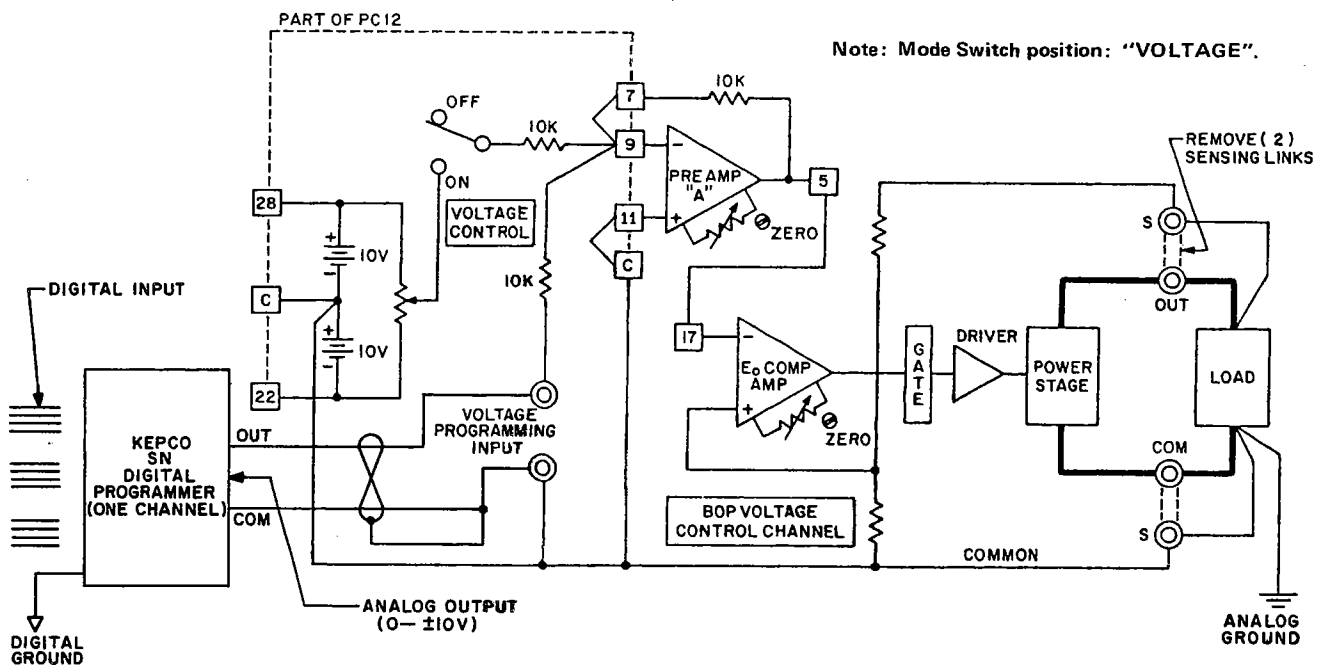 PART OF PC12
Note: Mode Switch position: "VOLTAGE".
7
10K
OFF
10K
9
−
REMOVE (2)
SENSING LINKS
PRE AMP
"A"
5
ON
S
28
VOLTAGE
CONTROL
11
+
ZERO
+
10V
−
C
10K
DIGITAL INPUT
C
OUT
+
10V
−
17
−
DRIVER
G
A
T
E
POWER
STAGE
LOAD
E₀ COMP
AMP
22
+
ZERO
VOLTAGE
PROGRAMMING
INPUT
OUT
KEPCO
SN
DIGITAL
PROGRAMMER
(ONE CHANNEL)
COM
COM
BOP VOLTAGE
CONTROL CHANNEL
S
COMMON
ANALOG OUTPUT
(0— ±10V)
DIGITAL
GROUND
ANALOG
GROUND